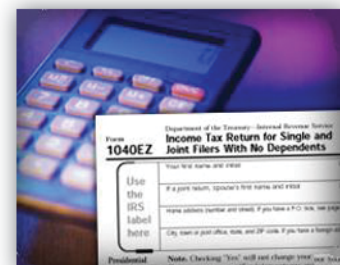 Department of the Treasury—Internal Revenue Service
Form 1040EZ
Income Tax Return for Single and
Joint Filers With No Dependents
Use
the
IRS
label
here
Your first name and initial
If a joint return, spouse's first name and initial
Home address (number and street). If you have a P.O. box, see page
City, town or post office, state, and ZIP code. If you have a foreign
Presidential
Note. Checking "Yes" will not change your